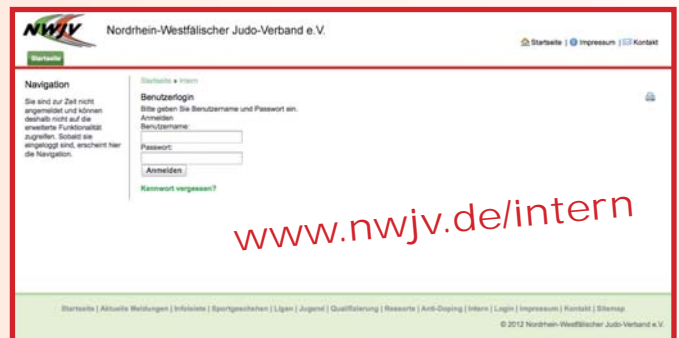 NWJV
Nordrhein-Westfälischer Judo-Verband e.V.
Startseite | Impressum | Kontakt
Startseite
Navigation
Sie sind zur Zeit nicht
angemeldet und können
deshalb nicht auf die
erweiterte Funktionalität
zugreifen. Sobald sie
eingeloggt sind, erscheint hier
die Navigation.
Startseite ▸ Intern
Benutzerlogin
Bitte geben Sie Benutzername und Passwort ein.
Anmelden
Benutzername:
Passwort:
Anmelden
Kennwort vergessen?
www.nwjv.de/intern
Startseite | Aktuelle Meldungen | Infoleiste | Sportgeschehen | Ligen | Jugend | Qualifizierung | Ressorts | Anti-Doping | Intern | Login | Impressum | Kontakt | Sitemap
© 2012 Nordrhein-Westfälischer Judo-Verband e.V.